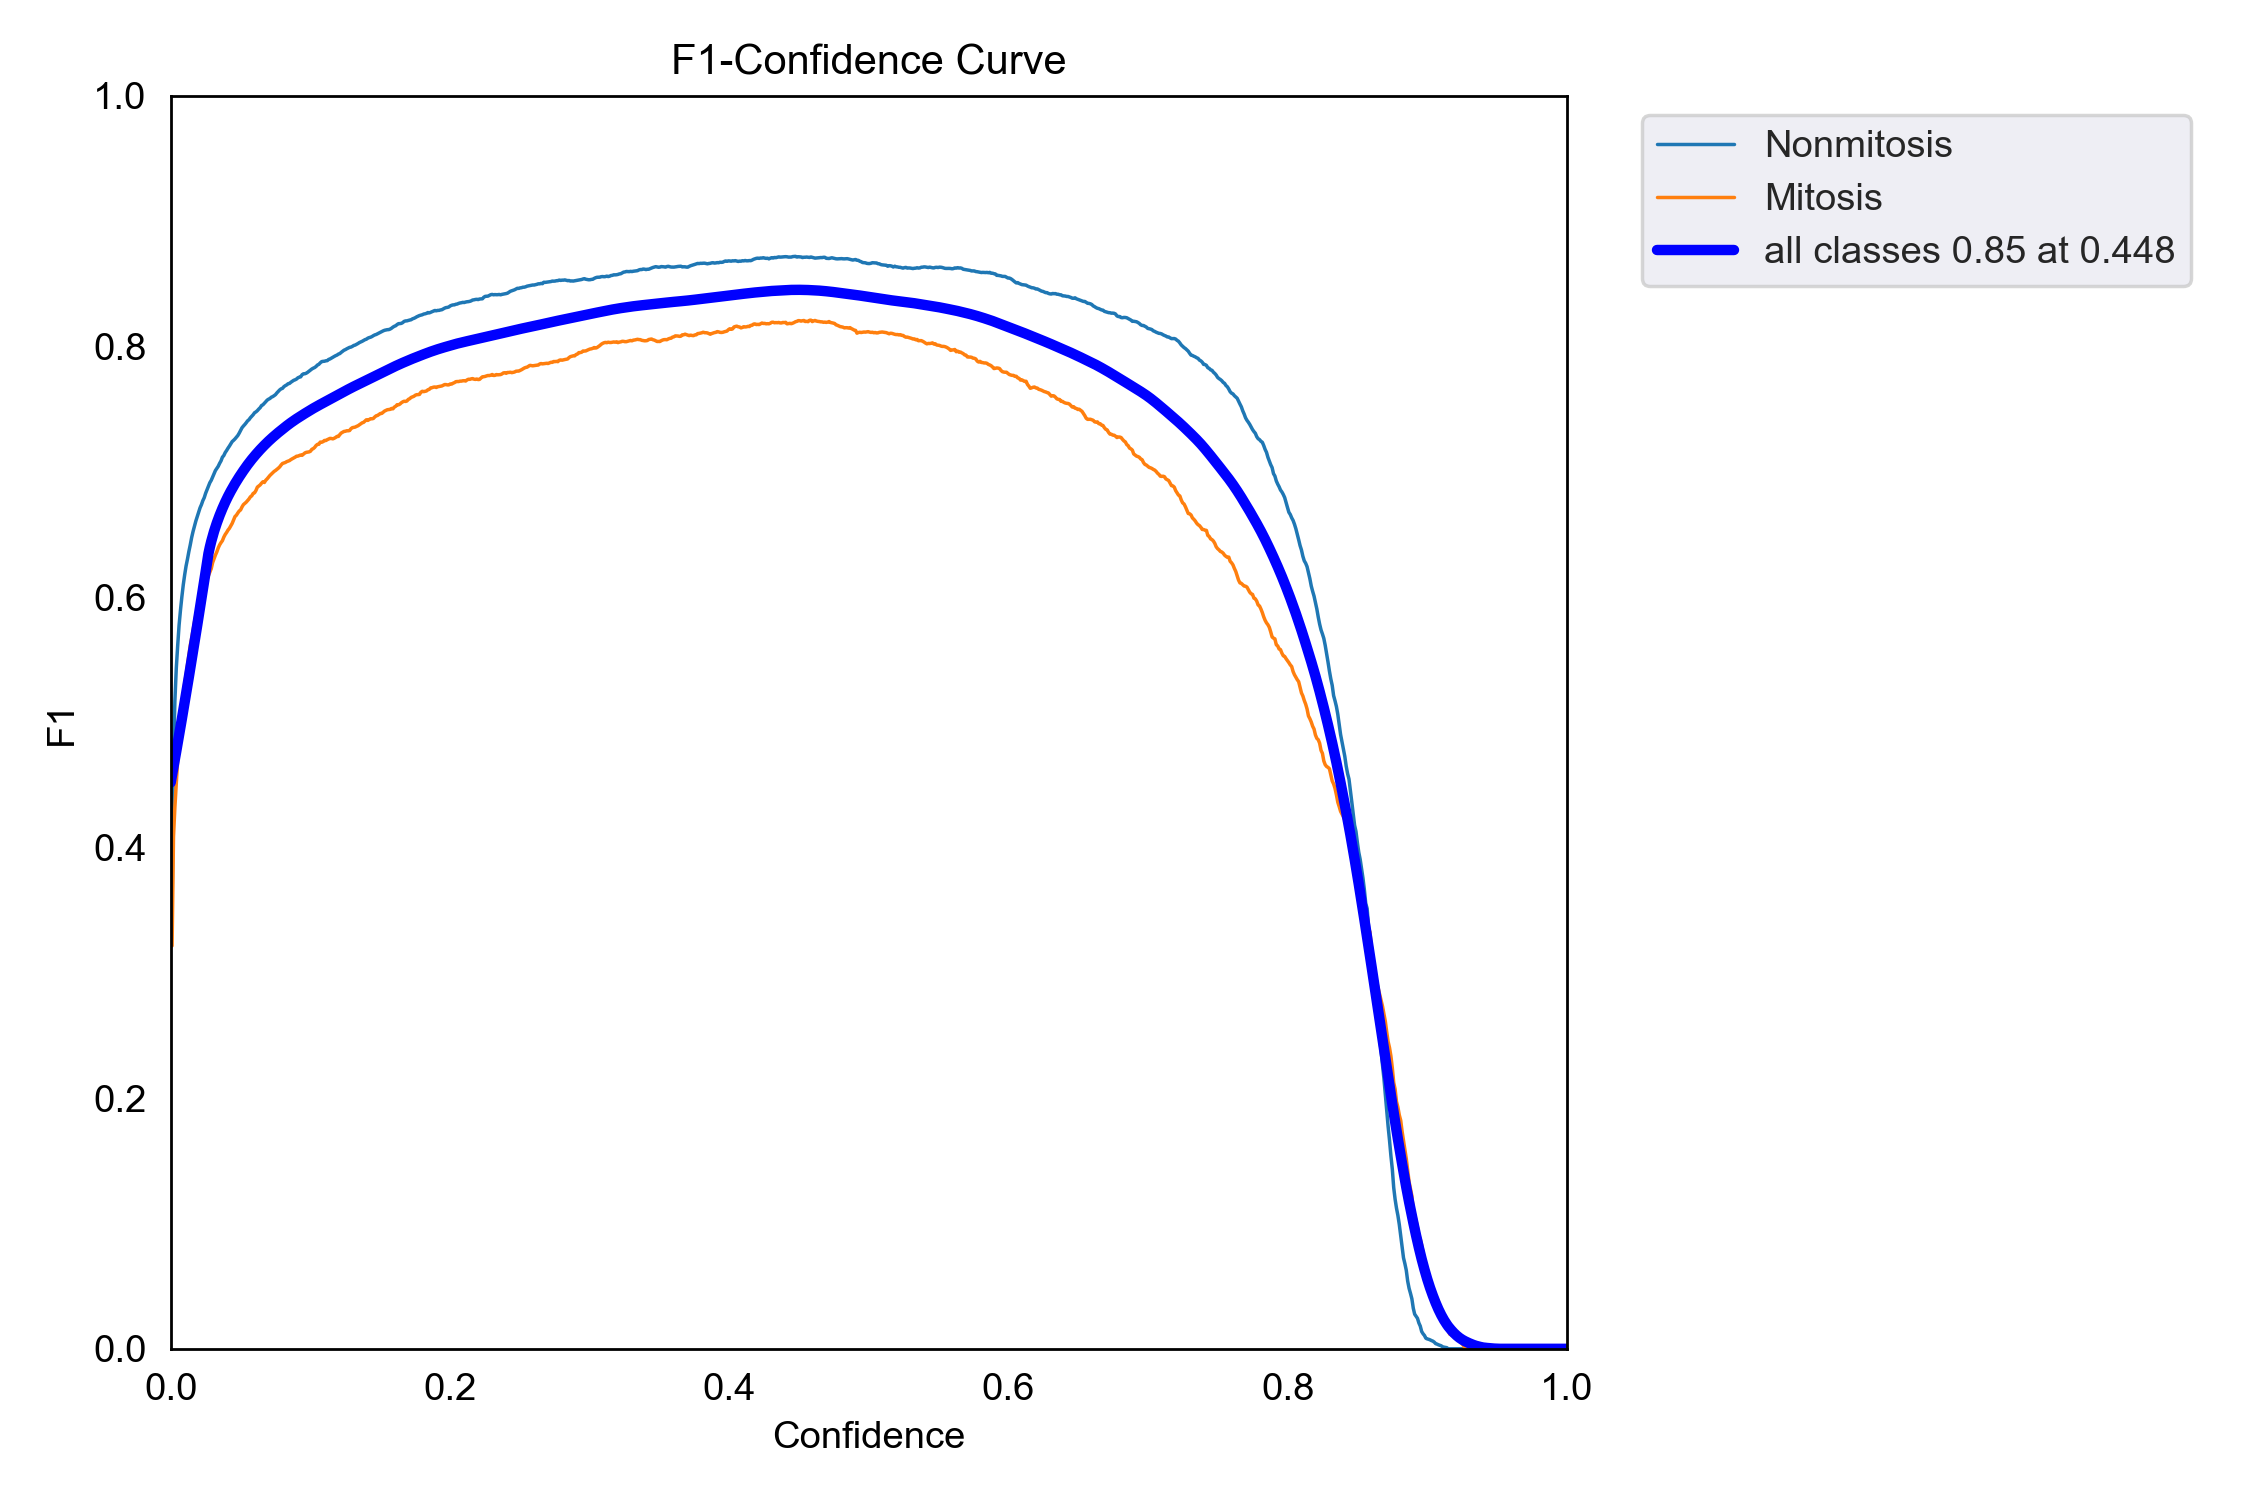 F1-Confidence Curve
1.0
0.8
0.6
0.4
0.2
0.0
F1
0.0 0.2 0.4 0.6 0.8 1.0
Confidence
Nonmitosis
Mitosis
all classes 0.85 at 0.448